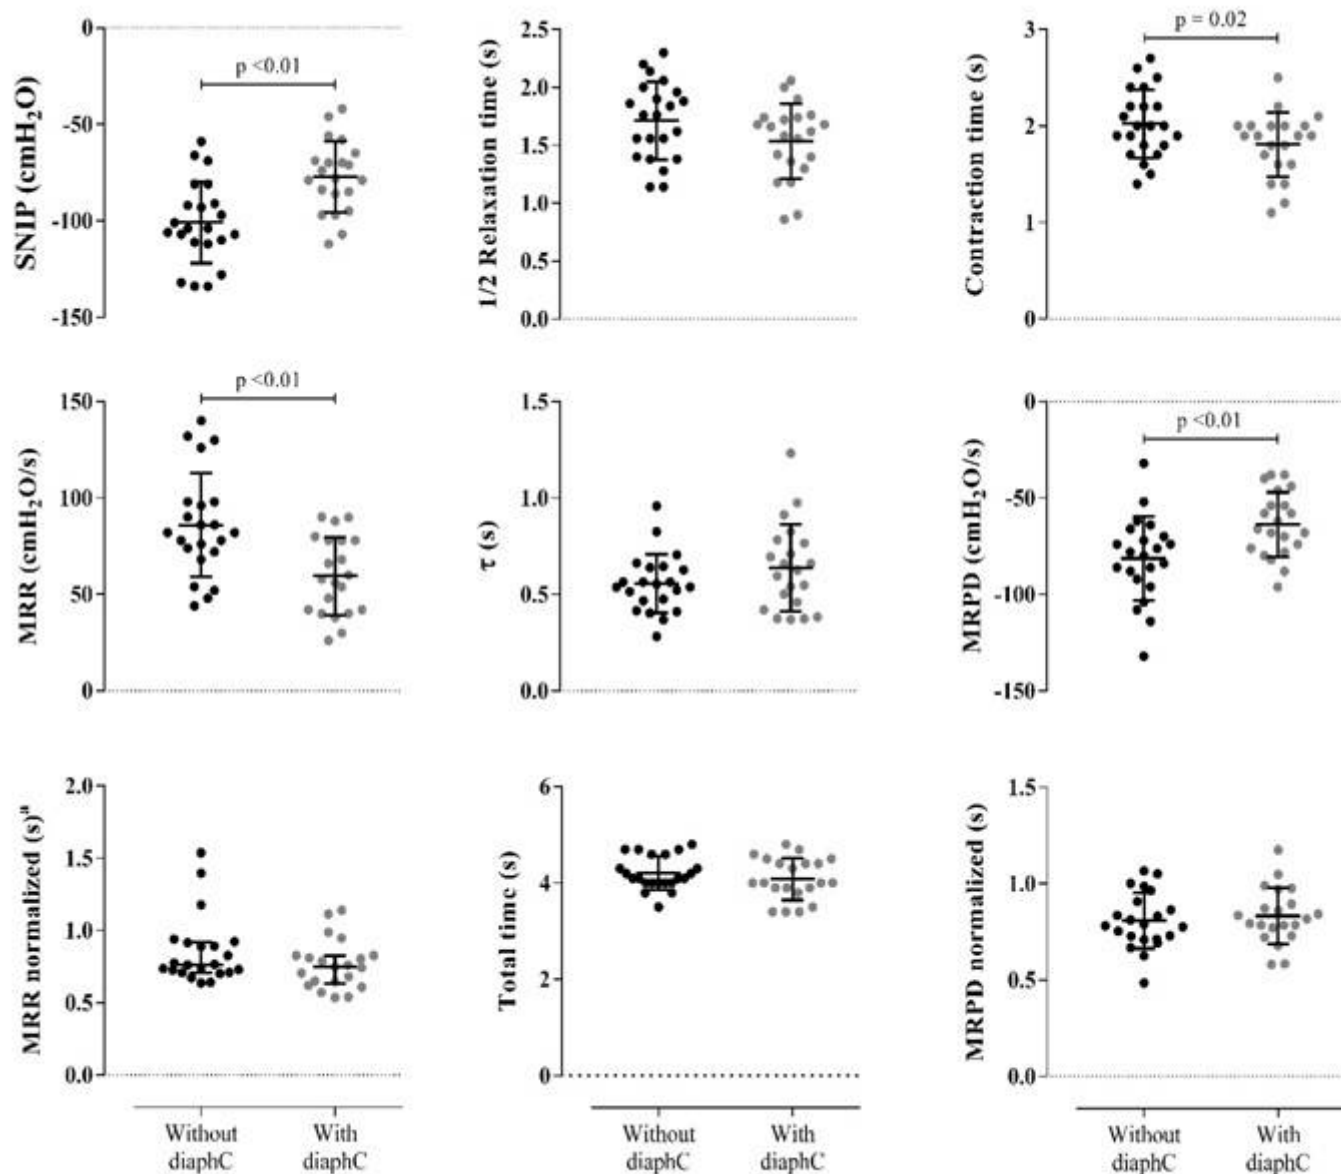 0
-50
-100
-150
SNIP (cmH₂O)
p <0.01
2.5
2.0
1.5
1.0
0.5
0.0
1/2 Relaxation time (s)
p = 0.02
3
2
1
0
Contraction time (s)
p <0.01
150
100
50
0
MRR (cmH₂O/s)
1.5
1.0
0.5
0.0
τ (s)
0
-50
-100
-150
MRPD (cmH₂O/s)
p <0.01
2.0
1.5
1.0
0.5
0.0
MRR normalized (s)ᵃ
6
4
2
0
Total time (s)
1.5
1.0
0.5
0.0
MRPD normalized (s)
Without
diaphC
With
diaphC
Without
diaphC
With
diaphC
Without
diaphC
With
diaphC